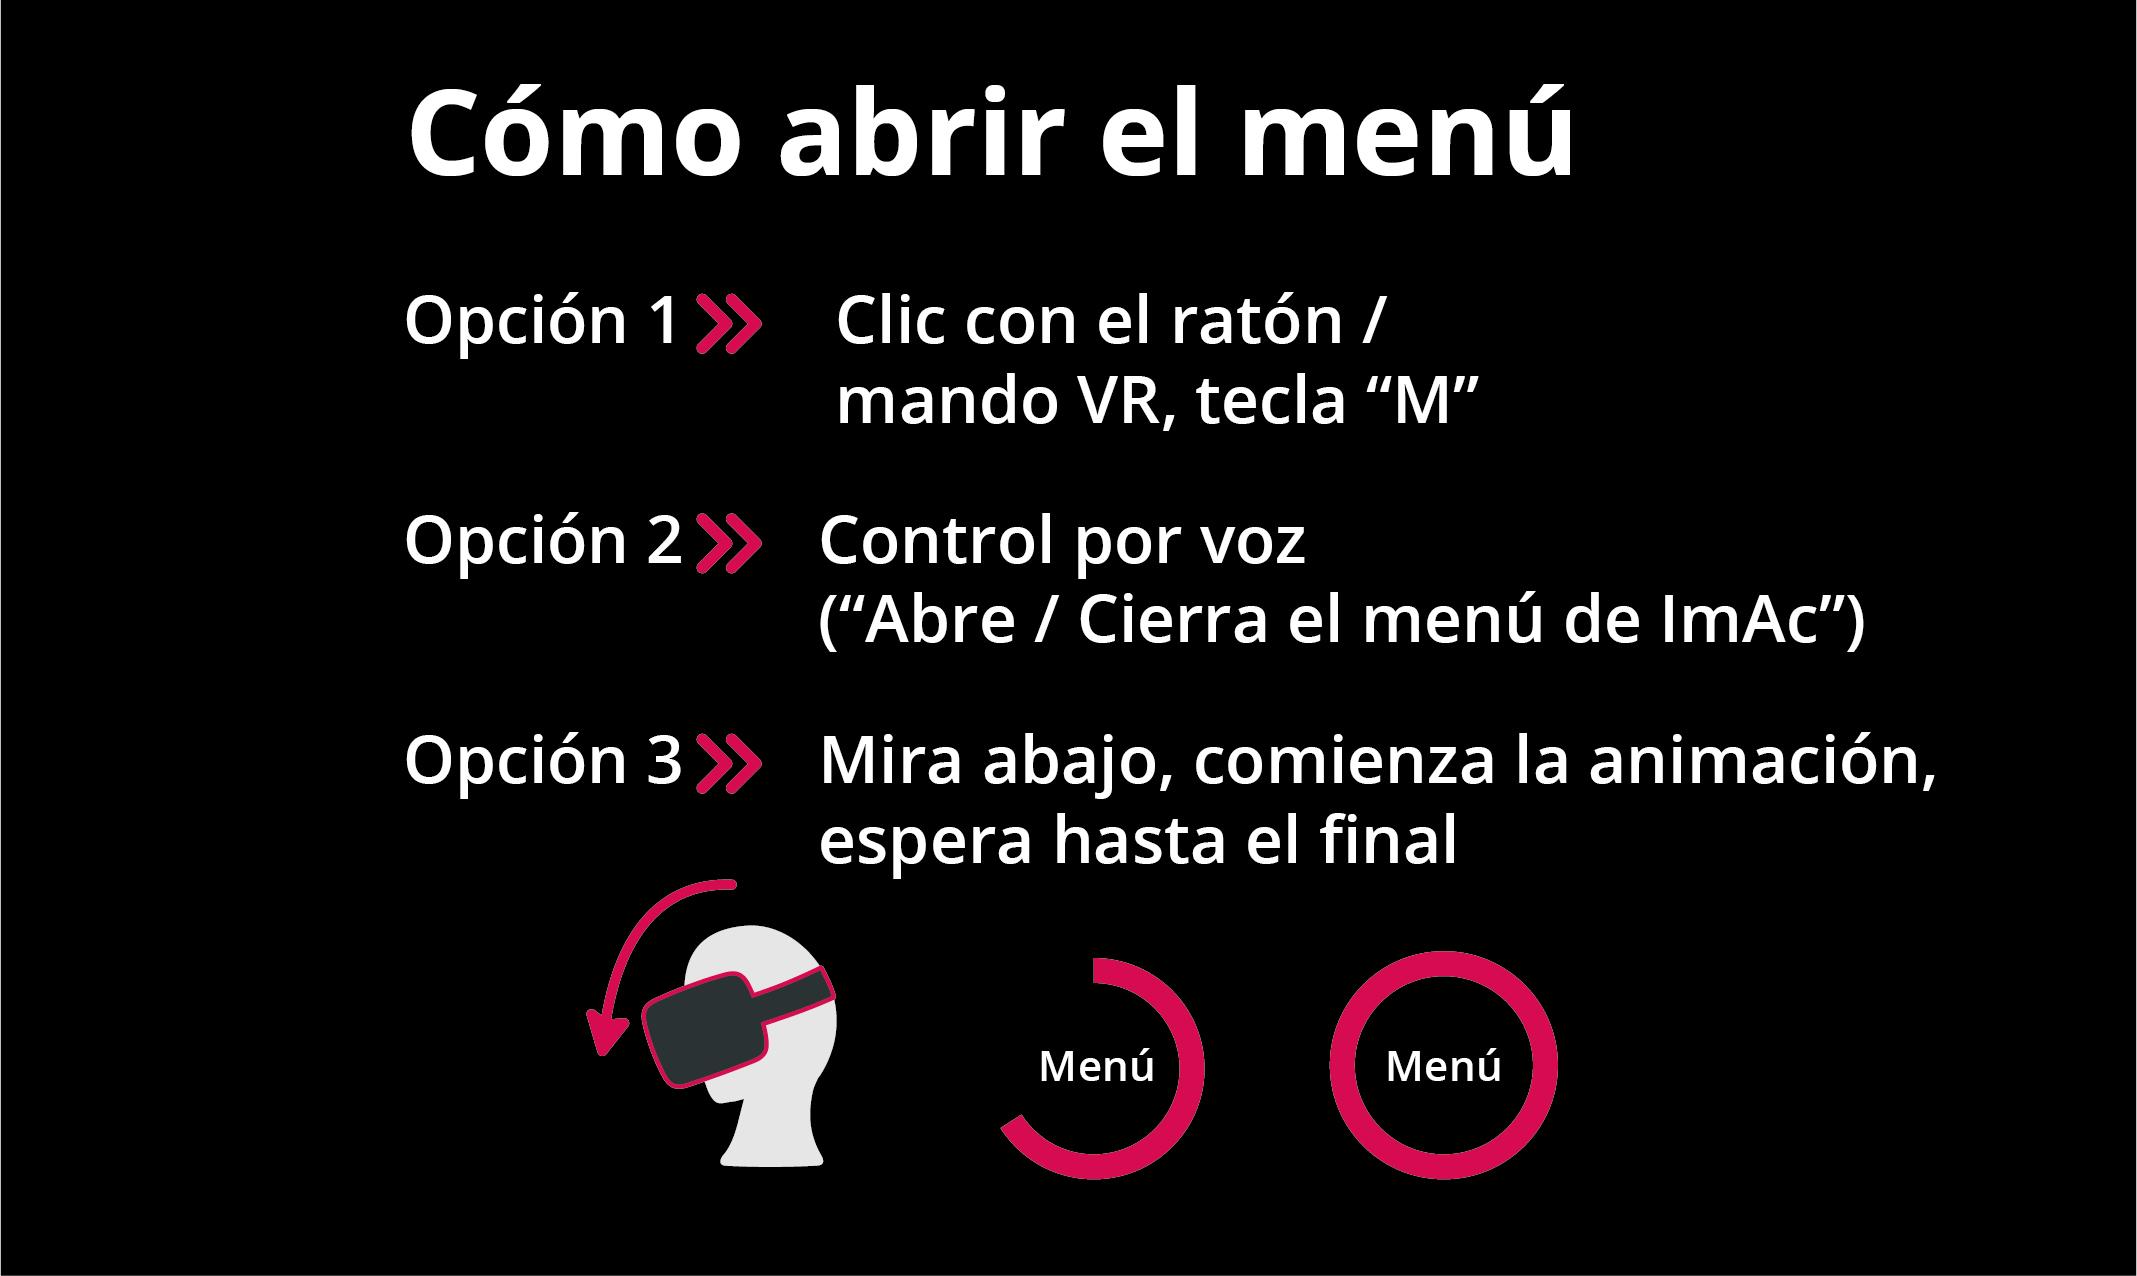 Cómo abrir el menú
Opción 1 Clic con el ratón /
mando VR, tecla “M”
Opción 2 Control por voz
(“Abre / Cierra el menú de ImAc”)
Opción 3 Mira abajo, comienza la animación,
espera hasta el final
Menú Menú